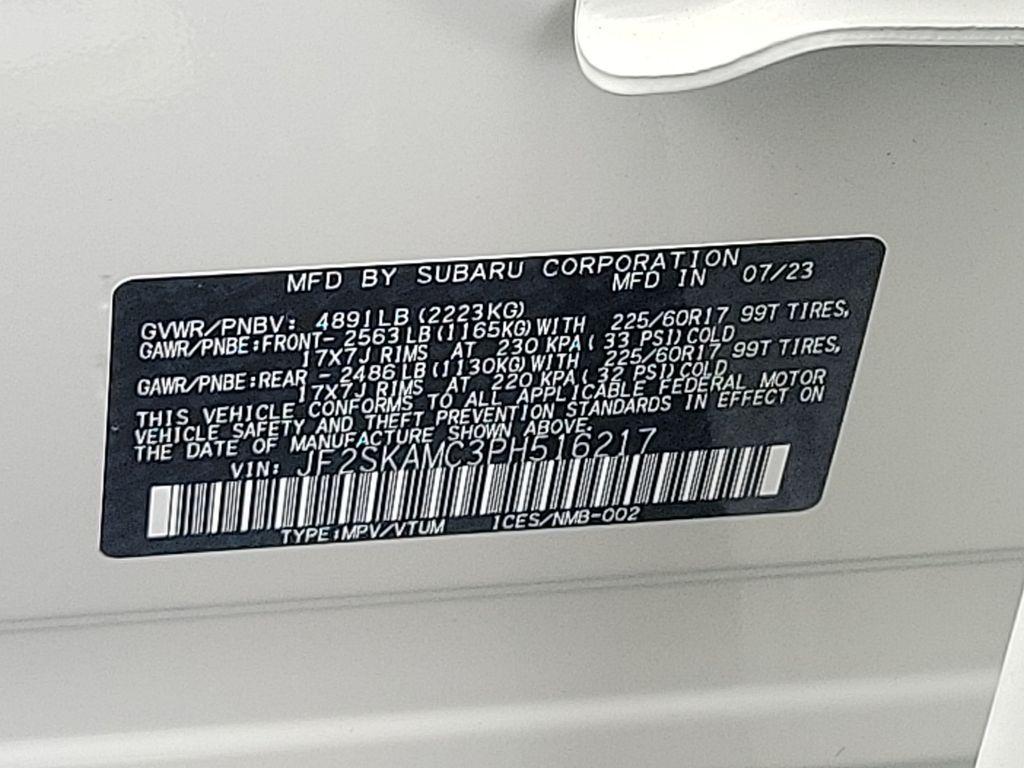 MFD BY SUBARU CORPORATION
MFD IN 07/23
GVWR/PNBV: 4891LB(2223KG)
GAWR/PNBE:FRONT- 2563LB(1165KG)WITH 225/60R17 99T TIRES,
17X7J RIMS AT 230 KPA( 33 PSI)COLD
GAWR/PNBE:REAR - 2486LB(1130KG)WITH 225/60R17 99T TIRES,
17X7J RIMS AT 220 KPA( 32 PSI)COLD
THIS VEHICLE CONFORMS TO ALL APPLICABLE FEDERAL MOTOR
VEHICLE SAFETY AND THEFT PREVENTION STANDARDS IN EFFECT ON
THE DATE OF MANUFACTURE SHOWN ABOVE.
VIN: JF2SKAMC3PH516217
TYPE:MPV/VTUM ICES/NMB-002